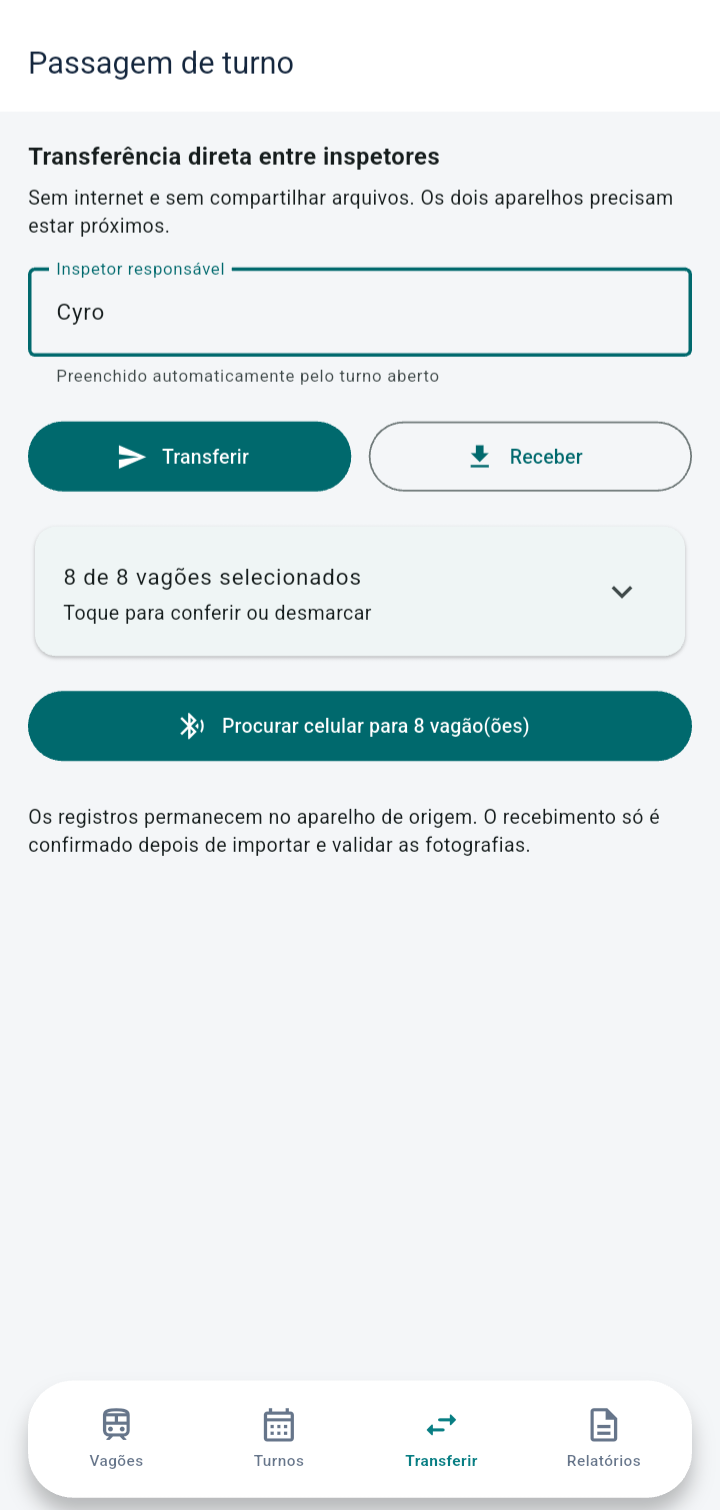 Passagem de turno
Transferência direta entre inspetores
Sem internet e sem compartilhar arquivos. Os dois aparelhos precisam
estar próximos.
Inspetor responsável
Cyro
Preenchido automaticamente pelo turno aberto
Transferir
Receber
8 de 8 vagões selecionados
Toque para conferir ou desmarcar
Procurar celular para 8 vagão(ões)
Os registros permanecem no aparelho de origem. O recebimento só é
confirmado depois de importar e validar as fotografias.
Vagões
Turnos
Transferir
Relatórios